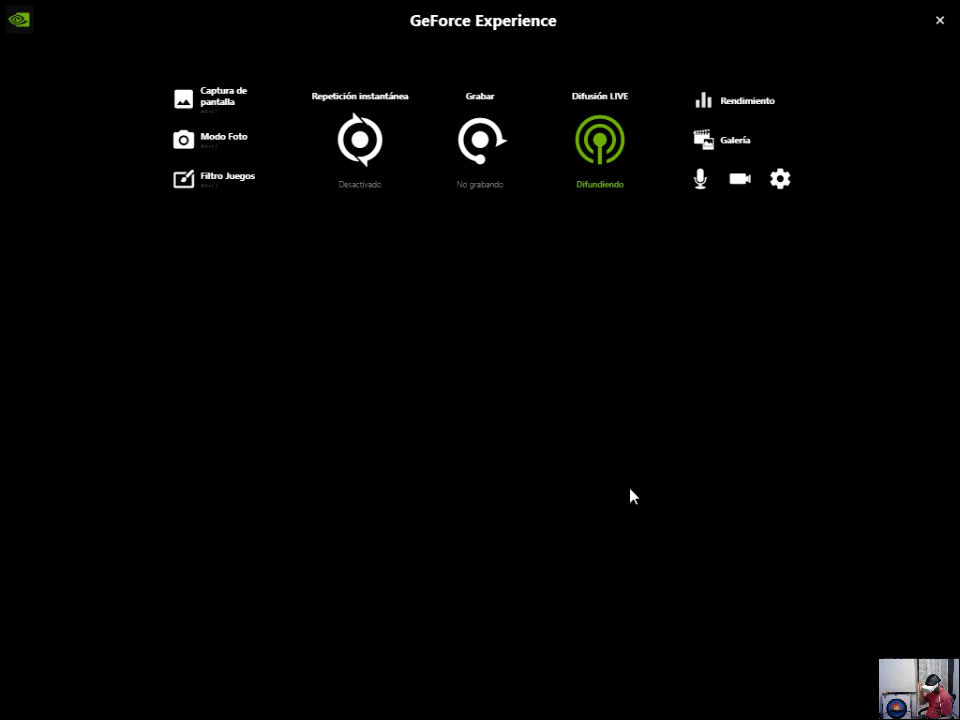 GeForce Experience
Captura de
pantalla
Modo Foto
Filtro Juegos
Repetición instantánea
Desactivado
Grabar
No grabando
Difusión LIVE
Difundiendo
Rendimiento
Galería